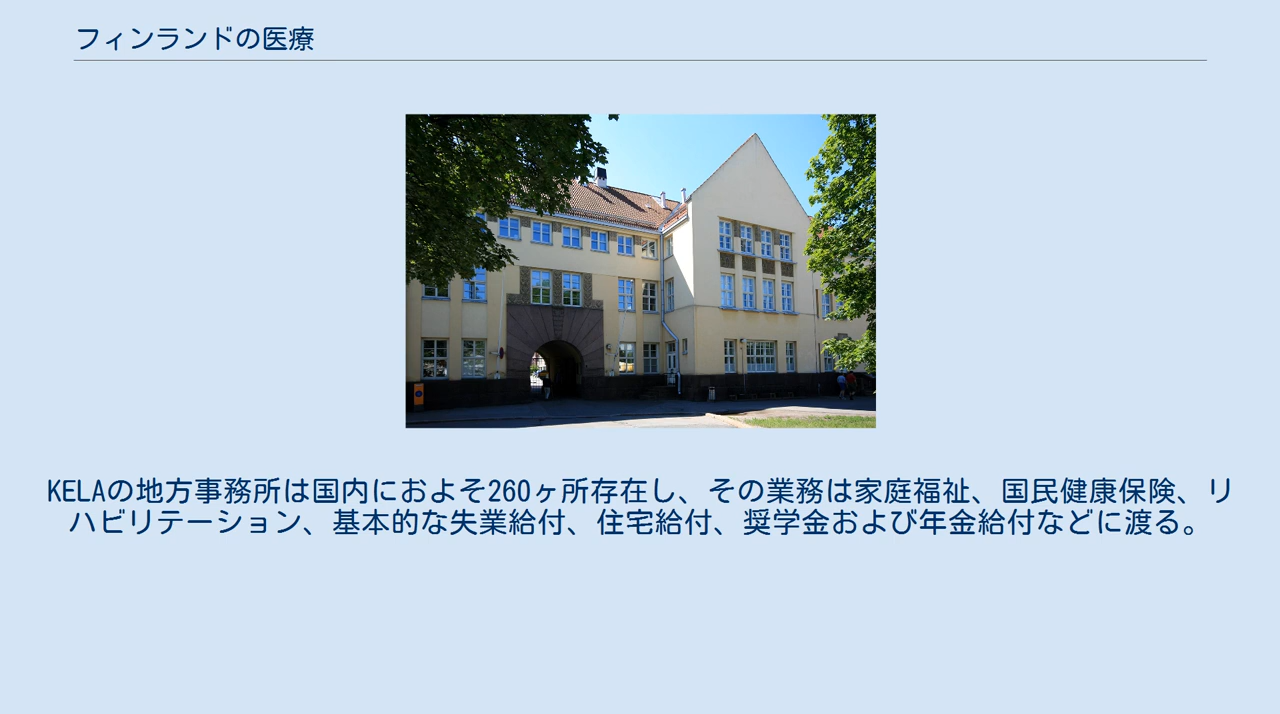 フィンランドの医療
KELAの地方事務所は国内におよそ260ヶ所存在し、その業務は家庭福祉、国民健康保険、リ
ハビリテーション、基本的な失業給付、住宅給付、奨学金および年金給付などに渡る。